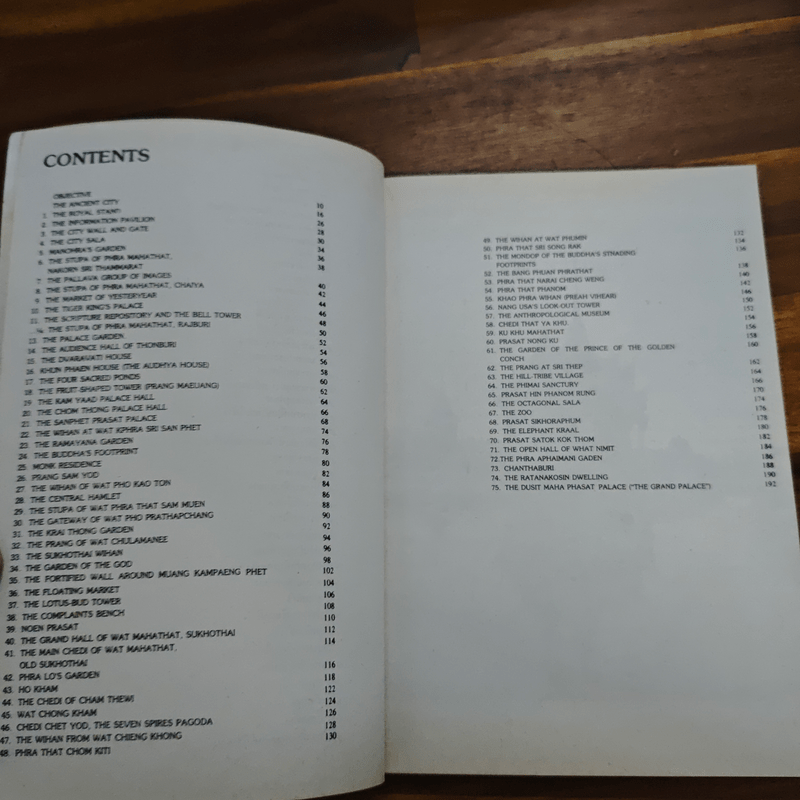 CONTENTS
OBJECTIVE 10
THE ANCIENT CITY 16
1. THE ROYAL STAND 26
2. THE INFORMATION PAVILION 28
3. THE CITY WALL AND GATE 30
4. THE CITY SALA 34
5. MANOHRA'S GARDEN 36
6. THE STUPA OF PHRA MAHATHAT, 38
NAKORN SRI THAMMARAT
7. THE PALLAVA GROUP OF IMAGES 40
8. THE STUPA OF PHRA MAHATHAT, CHAIYA 42
9. THE MARKET OF YESTERYEAR 44
10. THE TIGER KING'S PALACE 46
11. THE SCRIPTURE REPOSITORY AND THE BELL TOWER 48
12. THE STUPA OF PHRA MAHATHAT, RAJBURI 50
13. THE PALACE GARDEN 52
14. THE AUDIENCE HALL OF THONBURI 54
15. THE DVARAVATI HOUSE 56
16. KHUN PHAEN HOUSE (THE AUDHYA HOUSE) 58
17. THE FOUR SACRED PONDS 60
18. THE FRUIT-SHAPED TOWER (PRANG MAEUANG) 62
19. THE KAM YAAD PALACE HALL 64
20. THE CHOM THONG PALACE HALL 66
21. THE SANPHET PRASAT PALACE 68
22. THE WIHAN AT WAT KPHRA SRI SAN PHET 74
23. THE RAMAYANA GARDEN 76
24. THE BUDDHA'S FOOTPRINT 78
25. MONK RESIDENCE 80
26. PRANG SAM YOD 82
27. THE WIHAN OF WAT PHO KAO TON 84
28. THE CENTRAL HAMLET 86
29. THE STUPA OF WAT PHRA THAT SAM MUEN 88
30. THE GATEWAY OF WAT PHO PRATHAPCHANG 90
31. THE KRAI THONG GARDEN 92
32. THE PRANG OF WAT CHULAMANEE 94
33. THE SUKHOTHAI WIHAN 96
34. THE GARDEN OF THE GOD 98
35. THE FORTIFIED WALL AROUND MUANG KAMPAENG PHET 102
36. THE FLOATING MARKET 104
37. THE LOTUS-BUD TOWER 106
38. THE COMPLAINTS BENCH 108
39. NOEN PRASAT 110
40. THE GRAND HALL OF WAT MAHATHAT, SUKHOTHAI 112
41. THE MAIN CHEDI OF WAT MAHATHAT, 114
OLD SUKHOTHAI
42. PHRA LO'S GARDEN 116
43. HO KHAM 118
44. THE CHEDI OF CHAM THEWI 122
45. WAT CHONG KHAM 124
46. CHEDI CHET YOD, THE SEVEN SPIRES PAGODA 126
47. THE WIHAN FROM WAT CHIENG KHONG 128
48. PHRA THAT CHOM KITI 130
49. THE WIHAN AT WAT PHUMIN 132
50. PHRA THAT SRI SONG RAK 134
51. THE MONDOP OF THE BUDDHA'S STNADING 136
FOOTPRINTS
52. THE BANG PHUAN PHRATHAT 138
53. PHRA THAT NARAI CHENG WENG 140
54. PHRA THAT PHANOM 142
55. KHAO PHRA WIHAN (PREAH VIHEAR) 146
56. NANG USA'S LOOK-OUT TOWER 150
57. THE ANTHROPOLOGICAL MUSEUM 152
58. CHEDI THAT YA KHU 154
59. KU KHU MAHATHAT 156
60. PRASAT NONG KU 158
61. THE GARDEN OF THE PRINCE OF THE GOLDEN 160
CONCH
62. THE PRANG AT SRI THEP 162
63. THE HILL-TRIBE VILLAGE 164
64. THE PHIMAI SANCTURY 166
65. PRASAT HIN PHANOM RUNG 170
66. THE OCTAGONAL SALA 174
67. THE ZOO 176
68. PRASAT SIKHORAPHUM 178
69. THE ELEPHANT KRAAL 180
70. PRASAT SATOK KOK THOM 182
71. THE OPEN HALL OF WHAT NIMIT 184
72.THE PHRA APHAIMANI GADEN 186
73. CHANTHABURI 188
74. THE RATANAKOSIN DWELLING 190
75. THE DUSIT MAHA PHASAT PALACE ("THE GRAND PALACE") 192